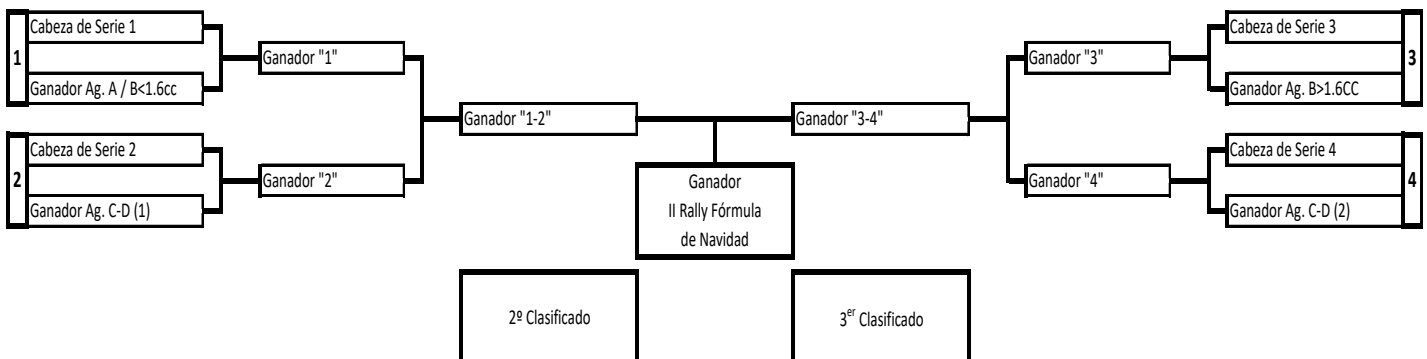 1
Cabeza de Serie 1
Ganador Ag. A / B<1.6cc
Ganador "1"
2
Cabeza de Serie 2
Ganador Ag. C-D (1)
Ganador "2"
Ganador "1-2"
Ganador
II Rally Fórmula
de Navidad
Ganador "3-4"
Ganador "3"
Cabeza de Serie 3
Ganador Ag. B>1.6CC
3
Ganador "4"
Cabeza de Serie 4
Ganador Ag. C-D (2)
4
2º Clasificado
3er Clasificado